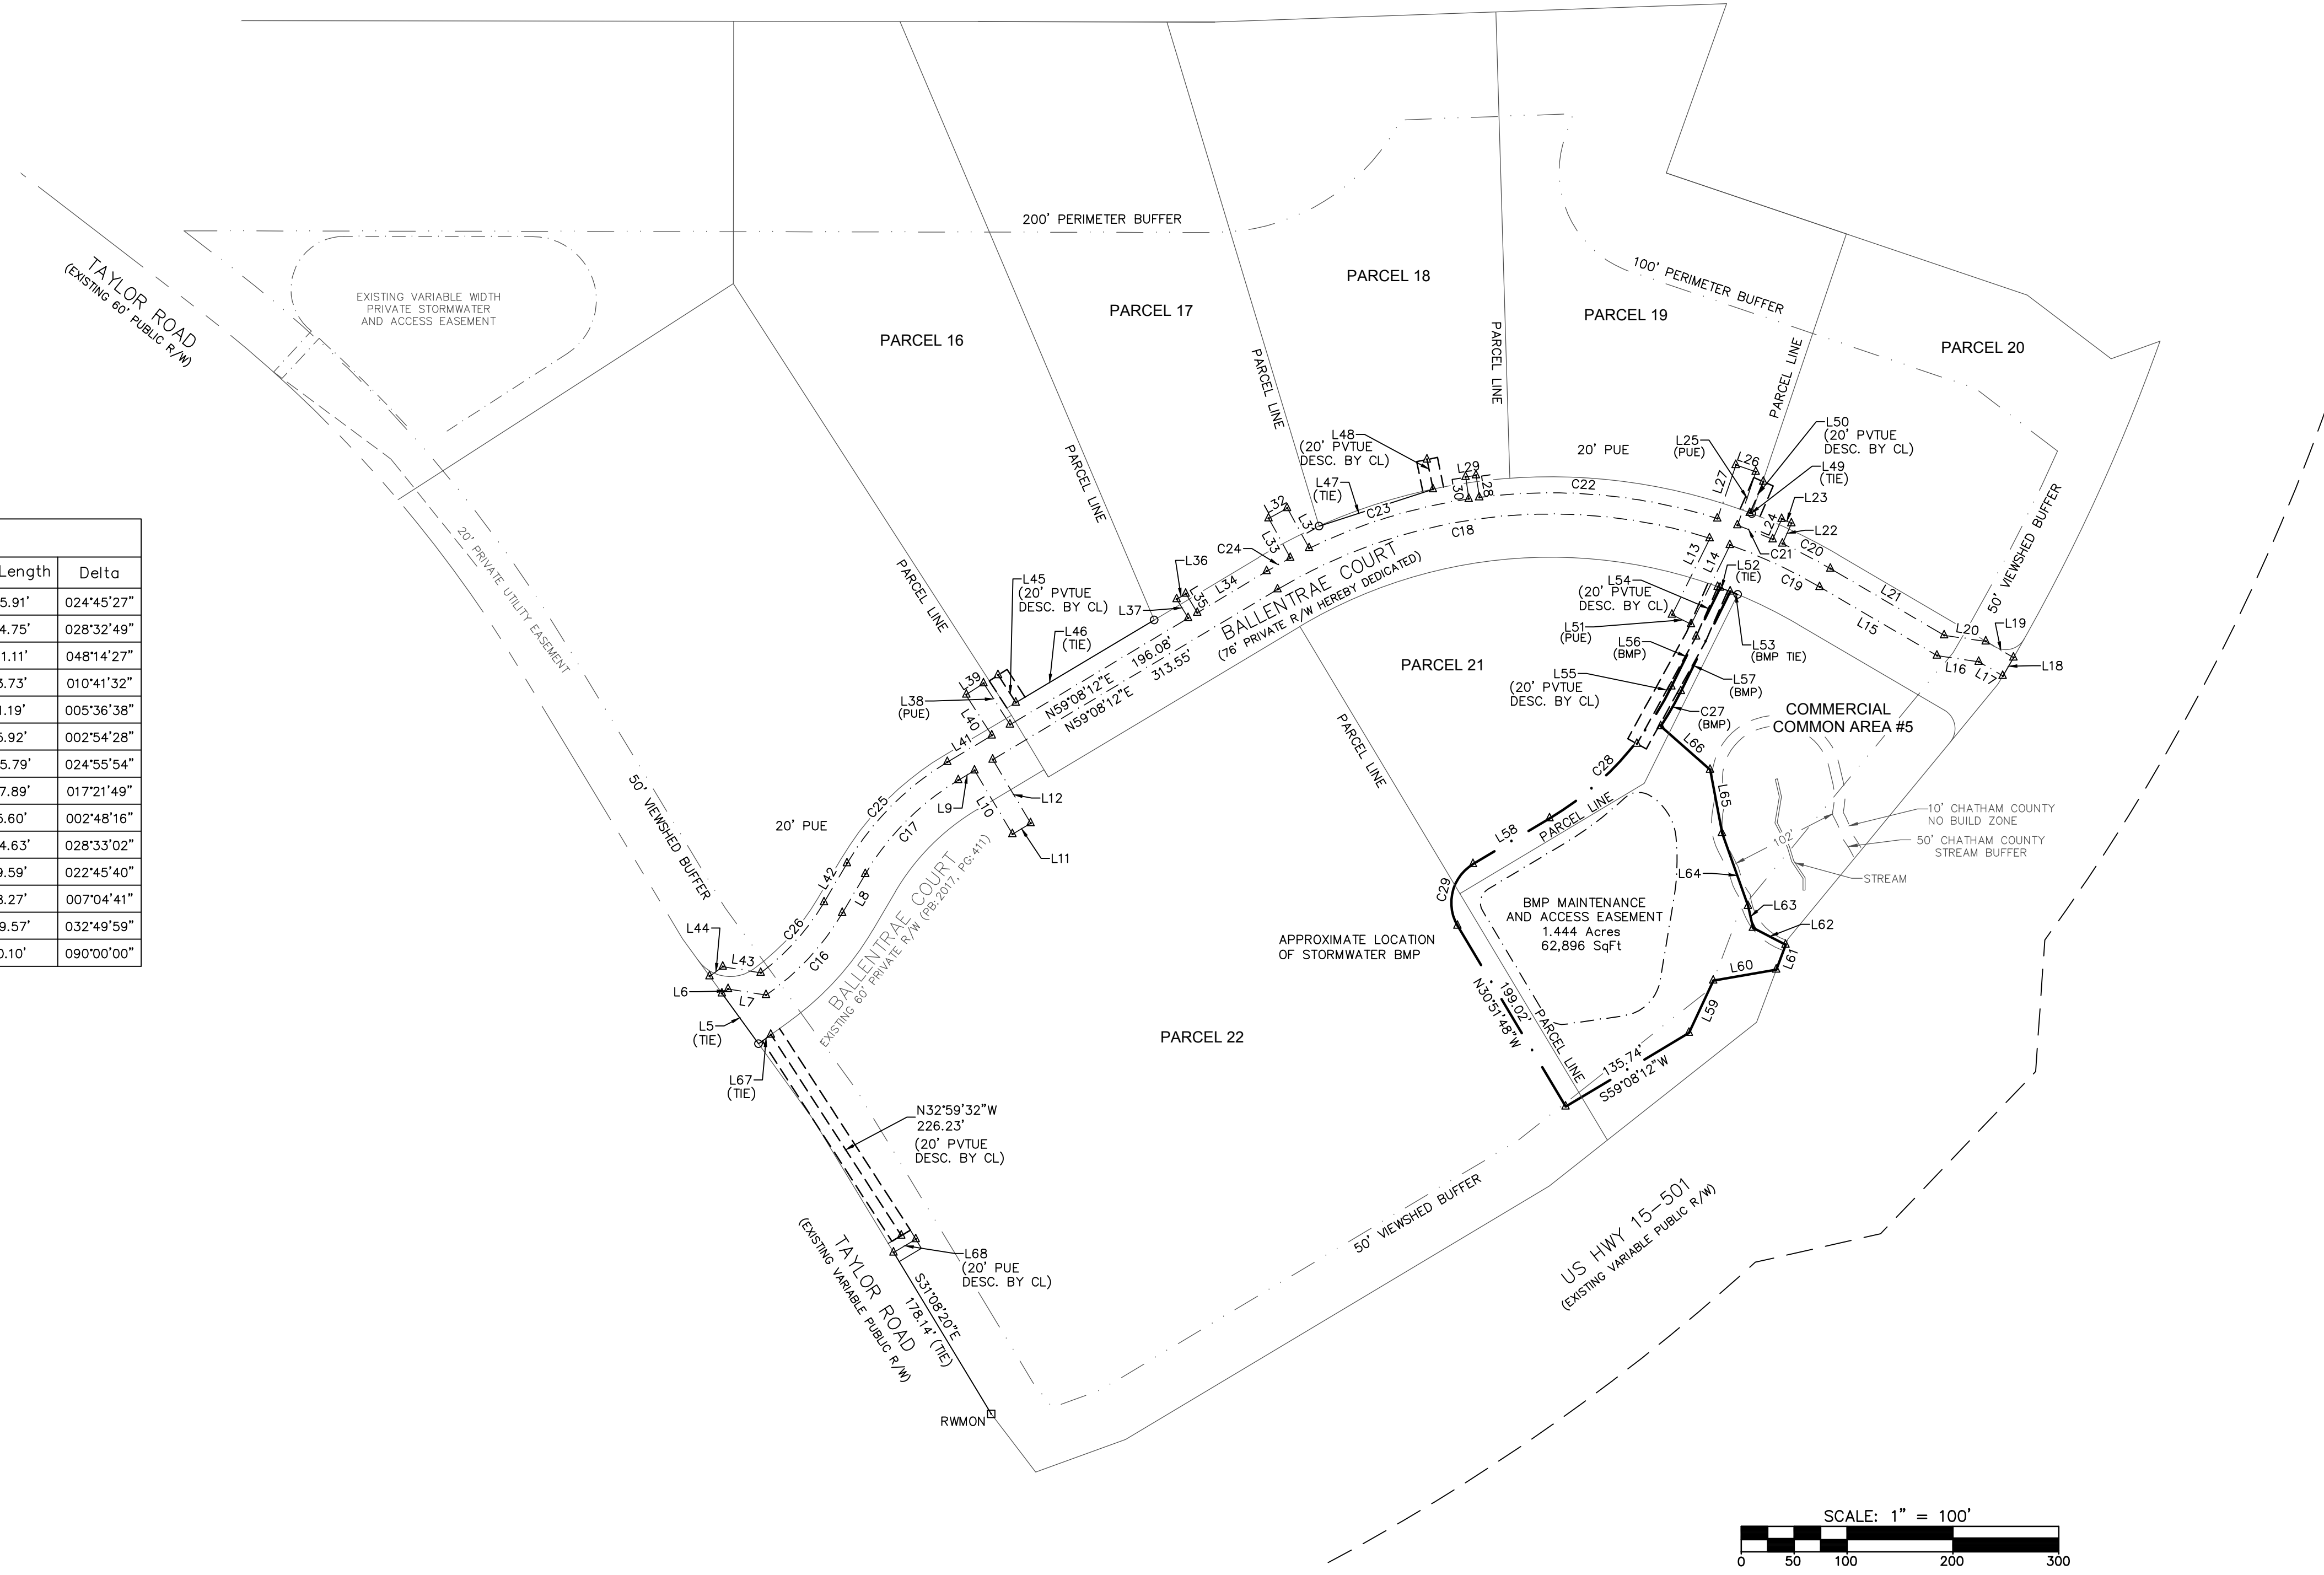 200' PERIMETER BUFFER
TAYLOR ROAD
(EXISTING 60' PUBLIC R/W)
EXISTING VARIABLE WIDTH
PRIVATE STORMWATER
AND ACCESS EASEMENT
PARCEL 16
PARCEL 17
PARCEL 18
PARCEL 19
PARCEL 20
100' PERIMETER BUFFER
PARCEL LINE
PARCEL LINE
PARCEL LINE
PARCEL LINE
PARCEL LINE
Length
Delta
024°45'27"
028°32'49"
048°14'27"
010°41'32"
005°36'38"
002°54'28"
024°55'54"
017°21'49"
002°48'16"
028°33'02"
022°45'40"
007°04'41"
032°49'59"
090°00'00"
20' PRIVATE UTILITY EASEMENT
50' VIEWSHED BUFFER
L48
(20' PVTUE
DESC. BY CL)
L47
(TIE)
C23
L29
L30
L28
C22
20' PUE
L25
(PUE)
L26
L27
L50
(20' PVTUE
DESC. BY CL)
L49
(TIE)
L23
L24
L22
C20
C21
C19
L21
L20
L19
L18
L15
L16
L17
50' VIEWSHED BUFFER
L32
L31
L33
C24
L34
L36
L35
L37
C18
BALLENTRAE COURT
(76' PRIVATE R/W HEREBY DEDICATED)
L13
L14
L54
(20' PVTUE
DESC. BY CL)
L52
(TIE)
L51
(PUE)
L56
(BMP)
L53
(BMP TIE)
L55
(20' PVTUE
DESC. BY CL)
L57
(BMP)
C27
(BMP)
L45
(20' PVTUE
DESC. BY CL)
L46
(TIE)
196.08'
N59°08'12"E
313.55'
N59°08'12"E
L39
L38
(PUE)
L40
L41
L9
L10
L12
L11
C25
C17
20' PUE
L42
L8
C26
C16
L44
L43
L6
L7
L5
(TIE)
L67
(TIE)
BALLENTRAE COURT
EXISTING 60' PRIVATE R/W (PB: 2017, PG: 411)
PARCEL 21
PARCEL LINE
PARCEL LINE
PARCEL LINE
COMMERCIAL
COMMON AREA #5
C28
L66
L65
L58
C29
102'
10' CHATHAM COUNTY
NO BUILD ZONE
50' CHATHAM COUNTY
STREAM BUFFER
STREAM
L64
L63
L62
L61
L60
L59
BMP MAINTENANCE
AND ACCESS EASEMENT
1.444 Acres
62,896 SqFt
APPROXIMATE LOCATION
OF STORMWATER BMP
199.02'
N30°51'48"W
135.74'
S59°08'12"W
PARCEL 22
N32°59'32"W
226.23'
(20' PVTUE
DESC. BY CL)
L68
(20' PUE
DESC. BY CL)
TAYLOR ROAD
(EXISTING VARIABLE PUBLIC R/W)
S31°08'20"E
178.14' (TIE)
RWMON
50' VIEWSHED BUFFER
US HWY 15-501
(EXISTING VARIABLE PUBLIC R/W)
SCALE: 1" = 100'
0 50 100 200 300